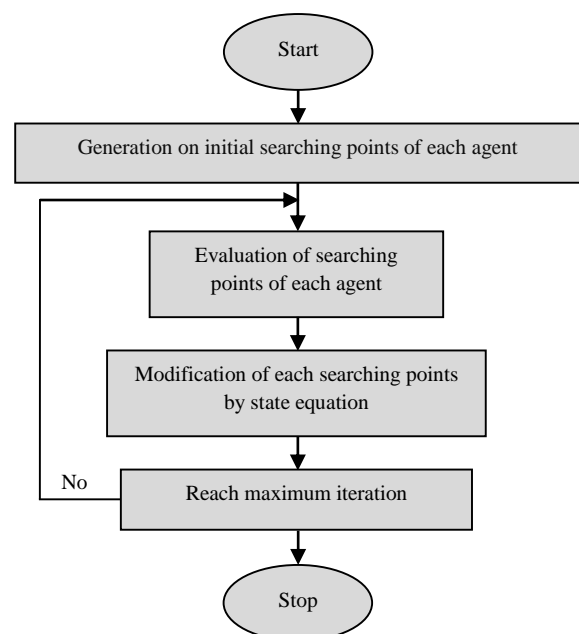 Start
Generation on initial searching points of each agent
Evaluation of searching
points of each agent
Modification of each searching points
by state equation
No
Reach maximum iteration
Stop